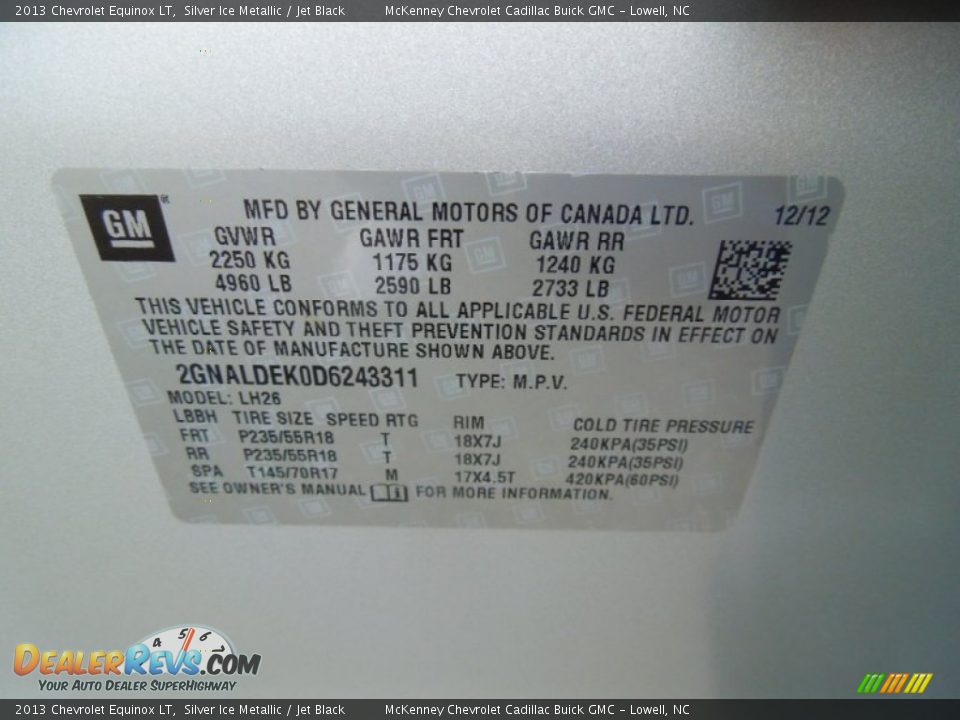 2013 Chevrolet Equinox LT, Silver Ice Metallic / Jet Black McKenney Chevrolet Cadillac Buick GMC - Lowell, NC
GM
MFD BY GENERAL MOTORS OF CANADA LTD. 12/12
GVWR GAWR FRT GAWR RR
2250 KG 1175 KG 1240 KG
4960 LB 2590 LB 2733 LB
THIS VEHICLE CONFORMS TO ALL APPLICABLE U.S. FEDERAL MOTOR
VEHICLE SAFETY AND THEFT PREVENTION STANDARDS IN EFFECT ON
THE DATE OF MANUFACTURE SHOWN ABOVE.
2GNALDEK0D6243311 TYPE: M.P.V.
MODEL: LH26
LBBH TIRE SIZE SPEED RTG RIM COLD TIRE PRESSURE
FRT P235/55R18 T 18X7J 240KPA(35PSI)
RR P235/55R18 T 18X7J 240KPA(35PSI)
SPA T145/70R17 M 17X4.5T 420KPA(60PSI)
SEE OWNER'S MANUAL FOR MORE INFORMATION.
4 5 6 7
DEALERREVS.COM
YOUR AUTO DEALER SUPERHIGHWAY
2013 Chevrolet Equinox LT, Silver Ice Metallic / Jet Black McKenney Chevrolet Cadillac Buick GMC - Lowell, NC